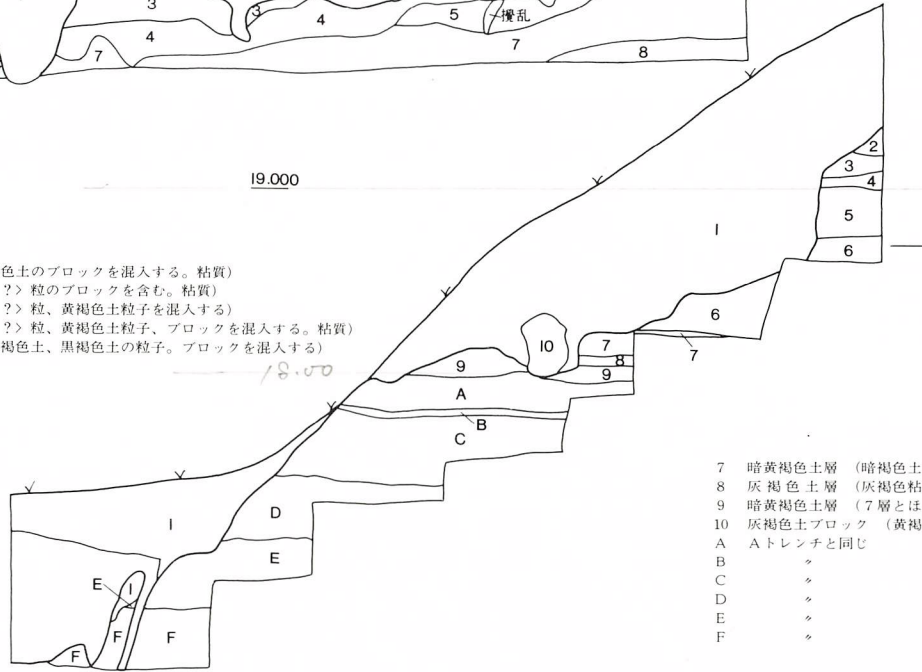 3
3
4
5
攪乱
4
7
7
8
2
3
4
5
6
19.000
I
色土のブロックを混入する。粘質)
?> 粒のブロックを含む。粘質)
?> 粒、黄褐色土粒子を混入する)
?> 粒、黄褐色土粒子、ブロックを混入する。粘質)
褐色土、黒褐色土の粒子。ブロックを混入する)
18.00
6
10
7
8
9
7
9
A
B
C
D
I
E
E
I
F
F
F
7 暗黄褐色土層 (暗褐色土
8 灰褐色土層 (灰褐色粘
9 暗黄褐色土層 (7層とほ
10 灰褐色土ブロック (黄褐
A Aトレンチと同じ
B 〃
C 〃
D 〃
E 〃
F 〃